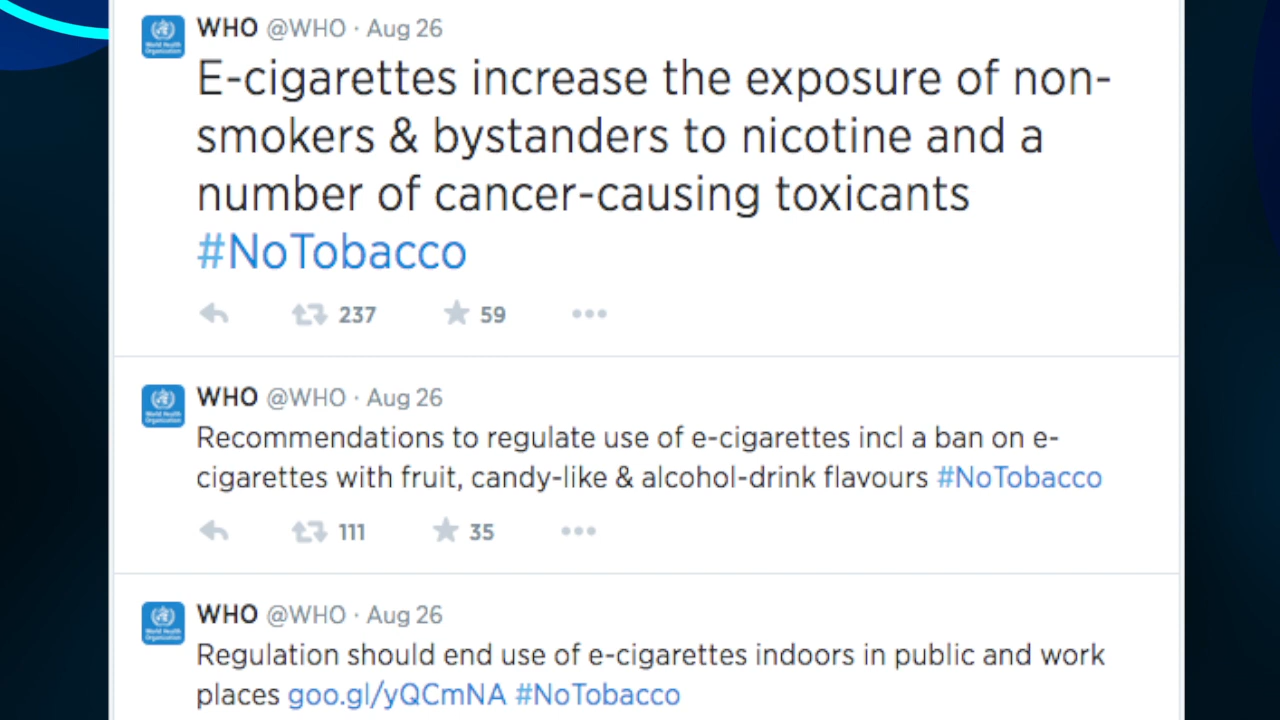 WHO @WHO · Aug 26
E-cigarettes increase the exposure of non-
smokers & bystanders to nicotine and a
number of cancer-causing toxicants
#NoTobacco
237 59
WHO @WHO · Aug 26
Recommendations to regulate use of e-cigarettes incl a ban on e-
cigarettes with fruit, candy-like & alcohol-drink flavours #NoTobacco
111 35
WHO @WHO · Aug 26
Regulation should end use of e-cigarettes indoors in public and work
places goo.gl/yQCmNA #NoTobacco